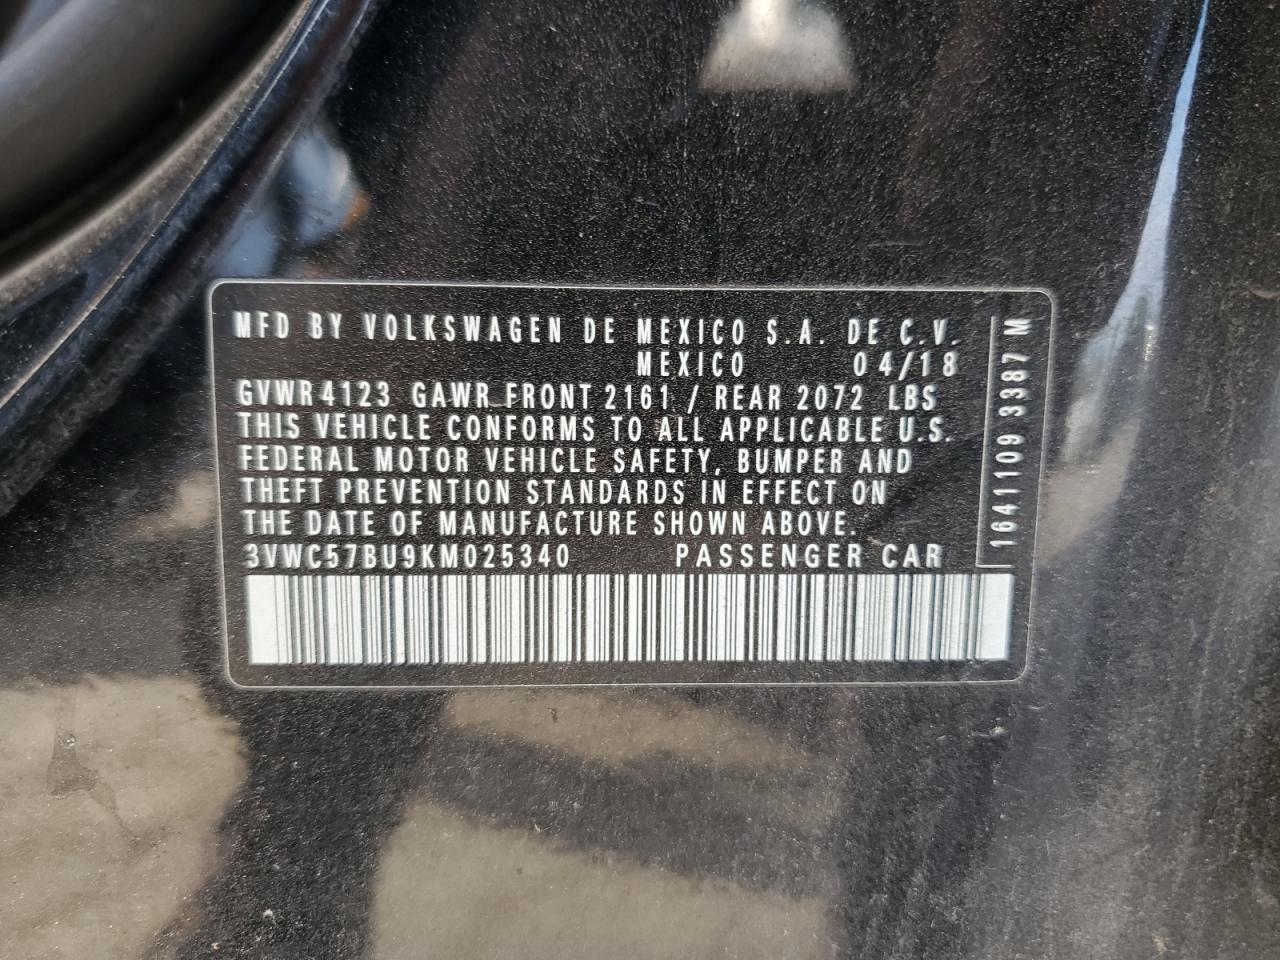 MFD BY VOLKSWAGEN DE MEXICO S.A. DE C.V.
MEXICO 04/18
GVWR 4123 GAWR FRONT 2161 / REAR 2072 LBS
THIS VEHICLE CONFORMS TO ALL APPLICABLE U.S.
FEDERAL MOTOR VEHICLE SAFETY, BUMPER AND
THEFT PREVENTION STANDARDS IN EFFECT ON
THE DATE OF MANUFACTURE SHOWN ABOVE.
3VWC57BU9KM025340 PASSENGER CAR
1641109 3387 M